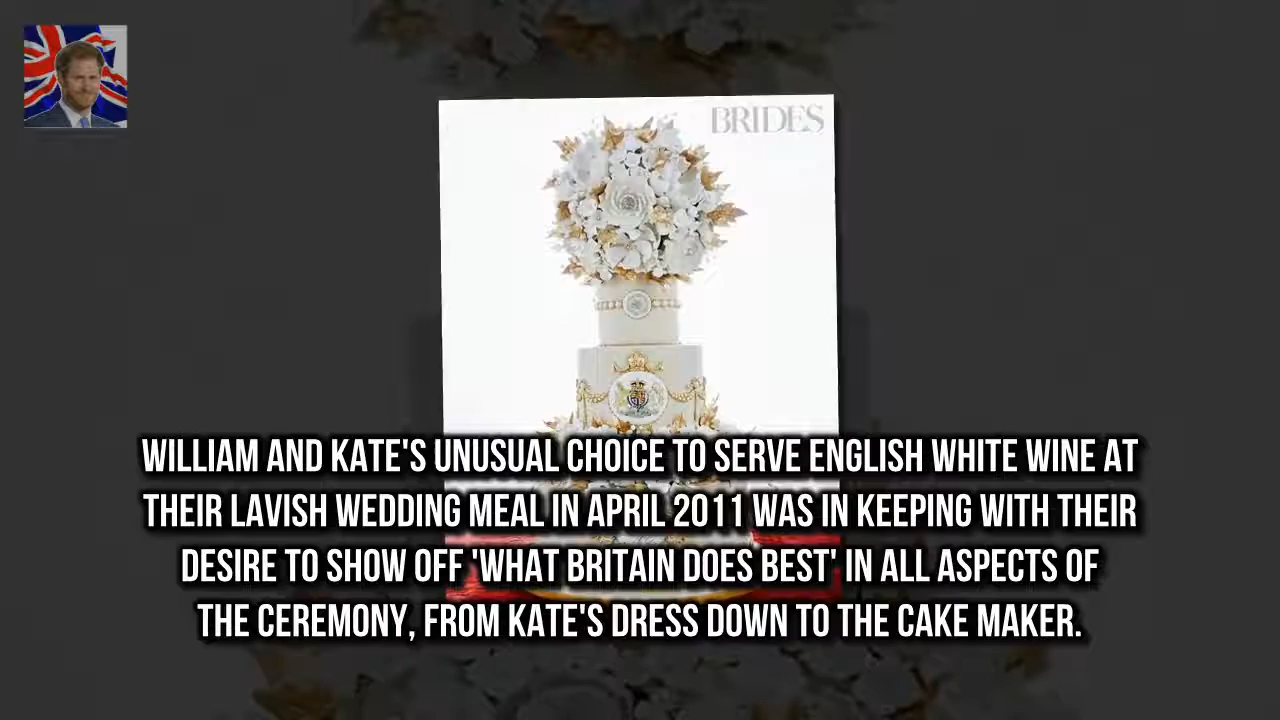 BRIDES
WILLIAM AND KATE'S UNUSUAL CHOICE TO SERVE ENGLISH WHITE WINE AT
THEIR LAVISH WEDDING MEAL IN APRIL 2011 WAS IN KEEPING WITH THEIR
DESIRE TO SHOW OFF 'WHAT BRITAIN DOES BEST' IN ALL ASPECTS OF
THE CEREMONY, FROM KATE'S DRESS DOWN TO THE CAKE MAKER.